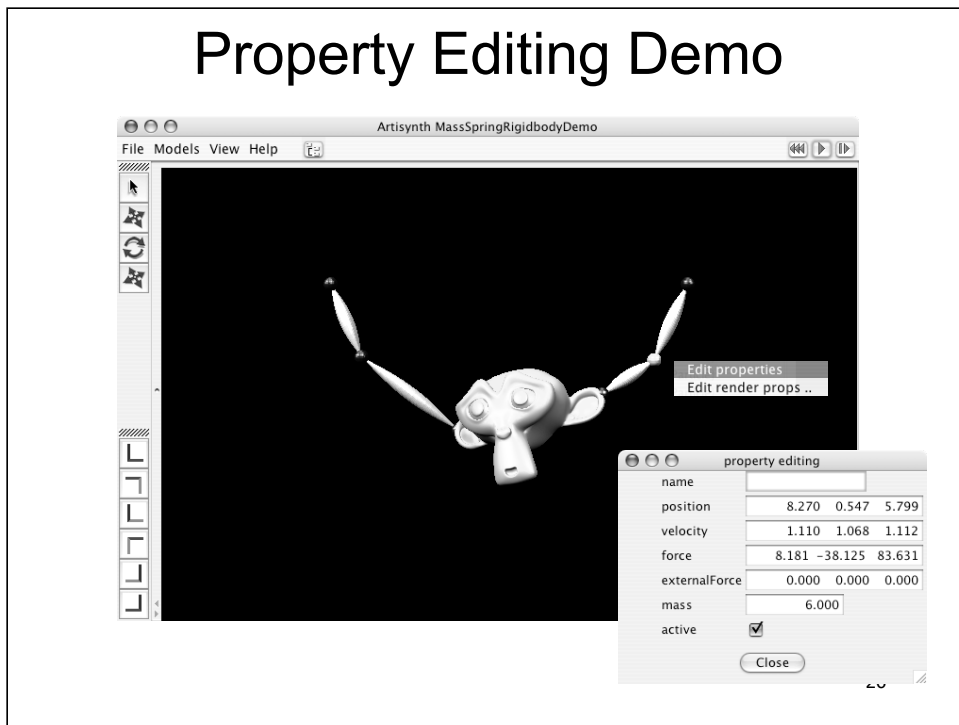 Property Editing Demo
Artisynth MassSpringRigidbodyDemo
File Models View Help
Edit properties
Edit render props ..
property editing
name
position 8.270 0.547 5.799
velocity 1.110 1.068 1.112
force 8.181 -38.125 83.631
externalForce 0.000 0.000 0.000
mass 6.000
active
Close